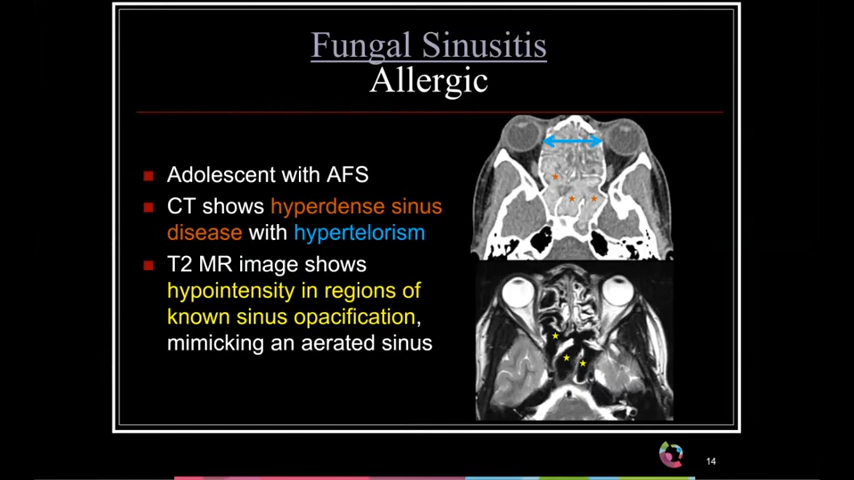 Fungal Sinusitis
Allergic
Adolescent with AFS
CT shows hyperdense sinus
disease with hypertelorism
T2 MR image shows
hypointensity in regions of
known sinus opacification,
mimicking an aerated sinus
14